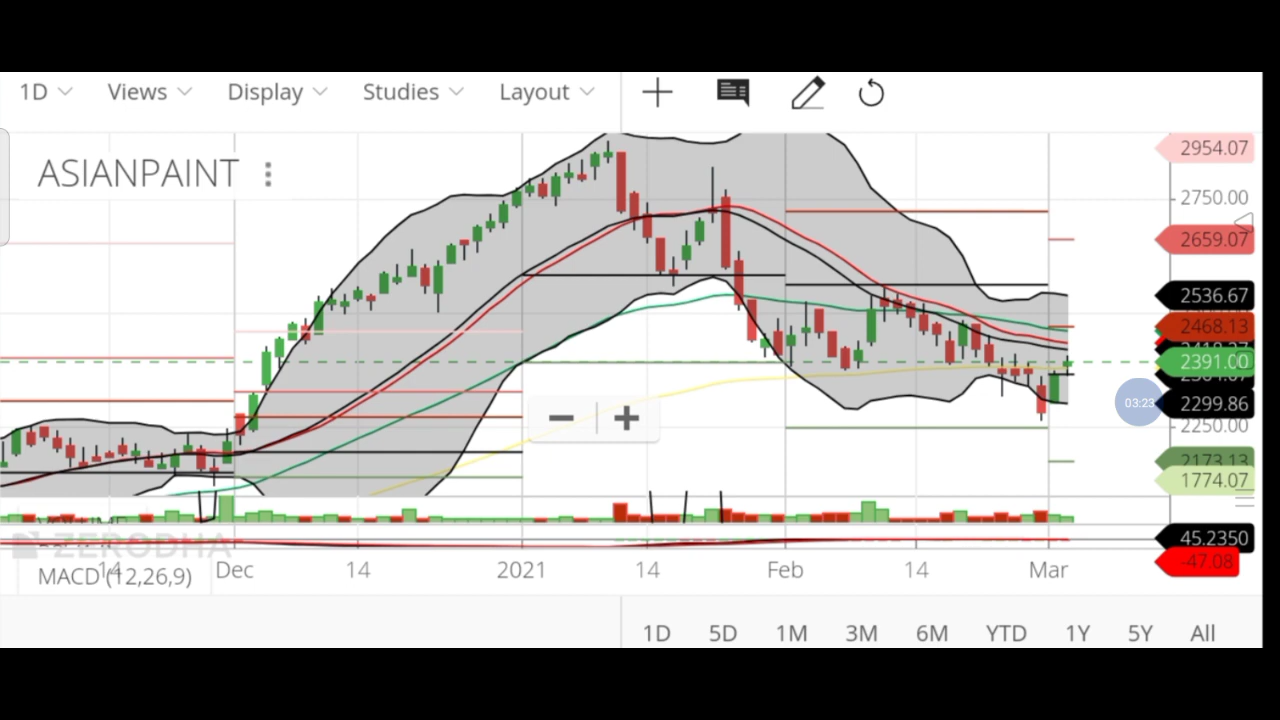 1D Views Display Studies Layout
ASIANPAINT
2954.07
2750.00
2659.07
2536.67
2468.13
2391.00
03:23
2299.86
2250.00
2173.13
1774.07
ZERODHA
45.2350
MACD (12,26,9)
-47.08
14 Dec 14 2021 14 Feb 14 Mar
1D 5D 1M 3M 6M YTD 1Y 5Y All